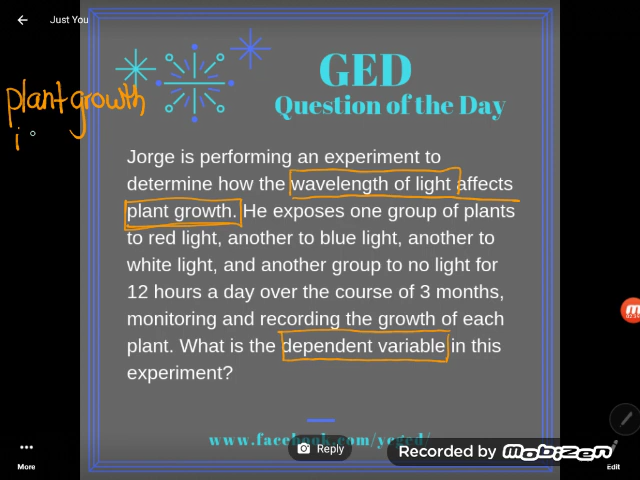 Just You
GED
Question of the Day
plant growth
i
Jorge is performing an experiment to
determine how the wavelength of light affects
plant growth. He exposes one group of plants
to red light, another to blue light, another to
white light, and another group to no light for
12 hours a day over the course of 3 months,
monitoring and recording the growth of each
plant. What is the dependent variable in this
experiment?
Reply
Recorded by MOBIZEN
More
Edit